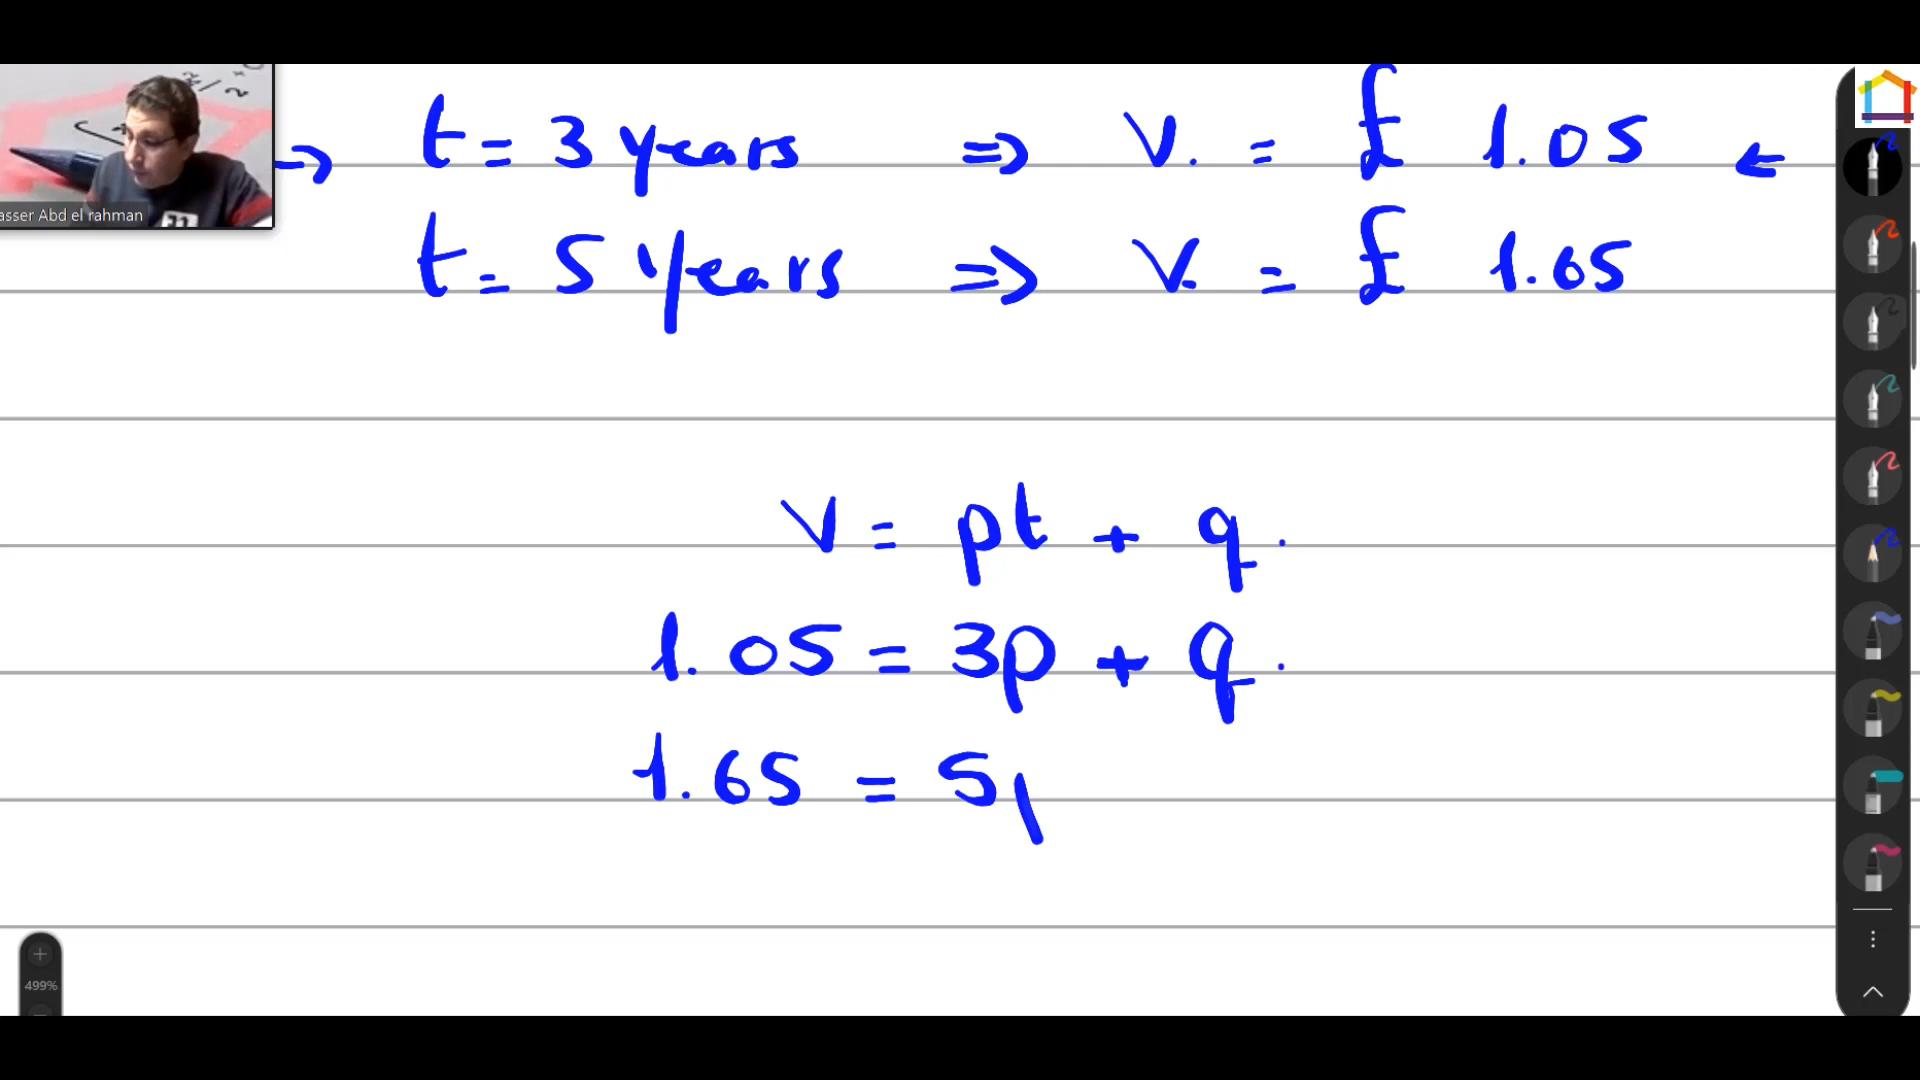 ⇒ t = 3 years ⇒ V. = £ 1.05 ←
asser Abd el rahman
t = 5 years ⇒ V. = £ 1.65
V = pt + q.
1.05 = 3p + q.
1.65 = 5
499%